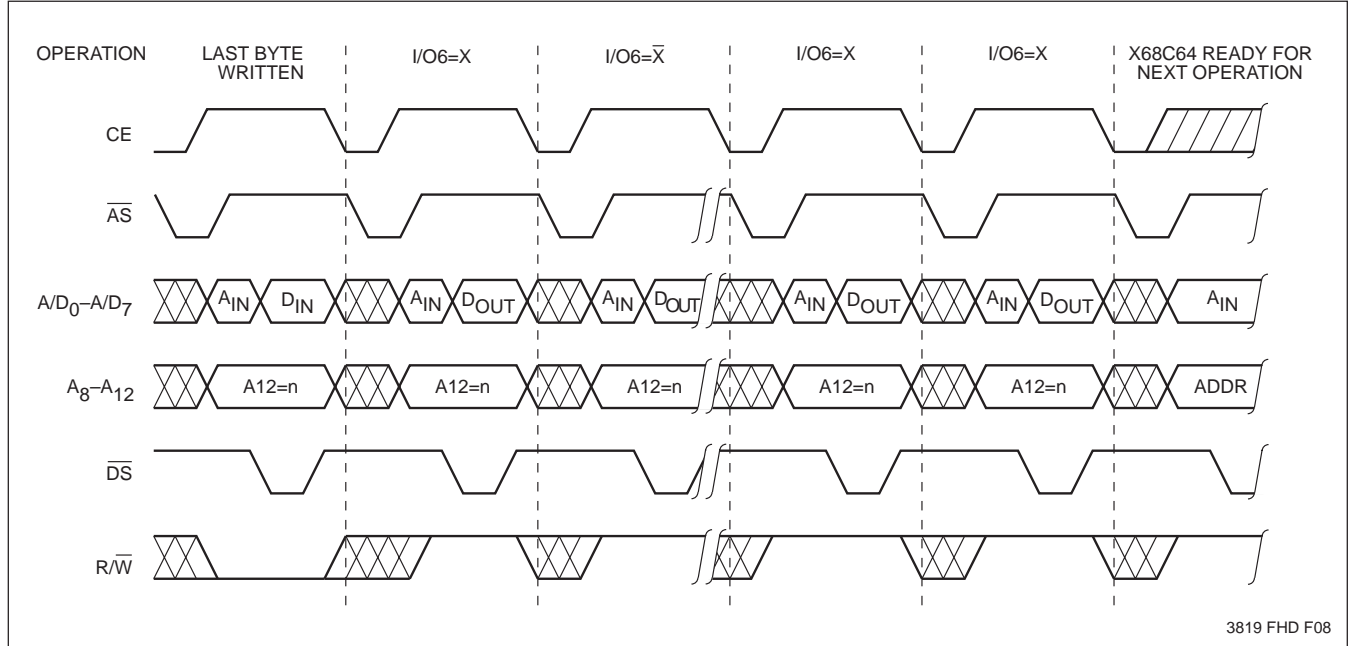 OPERATION LAST BYTE WRITTEN I/O6=X I/O6=X̅ I/O6=X I/O6=X X68C64 READY FOR NEXT OPERATION
CE
A̅S̅
A/D₀–A/D₇ AIN DIN AIN DOUT AIN DOUT AIN DOUT AIN DOUT AIN
A₈–A₁₂ A12=n A12=n A12=n A12=n A12=n ADDR
D̅S̅
R/W̅
3819 FHD F08